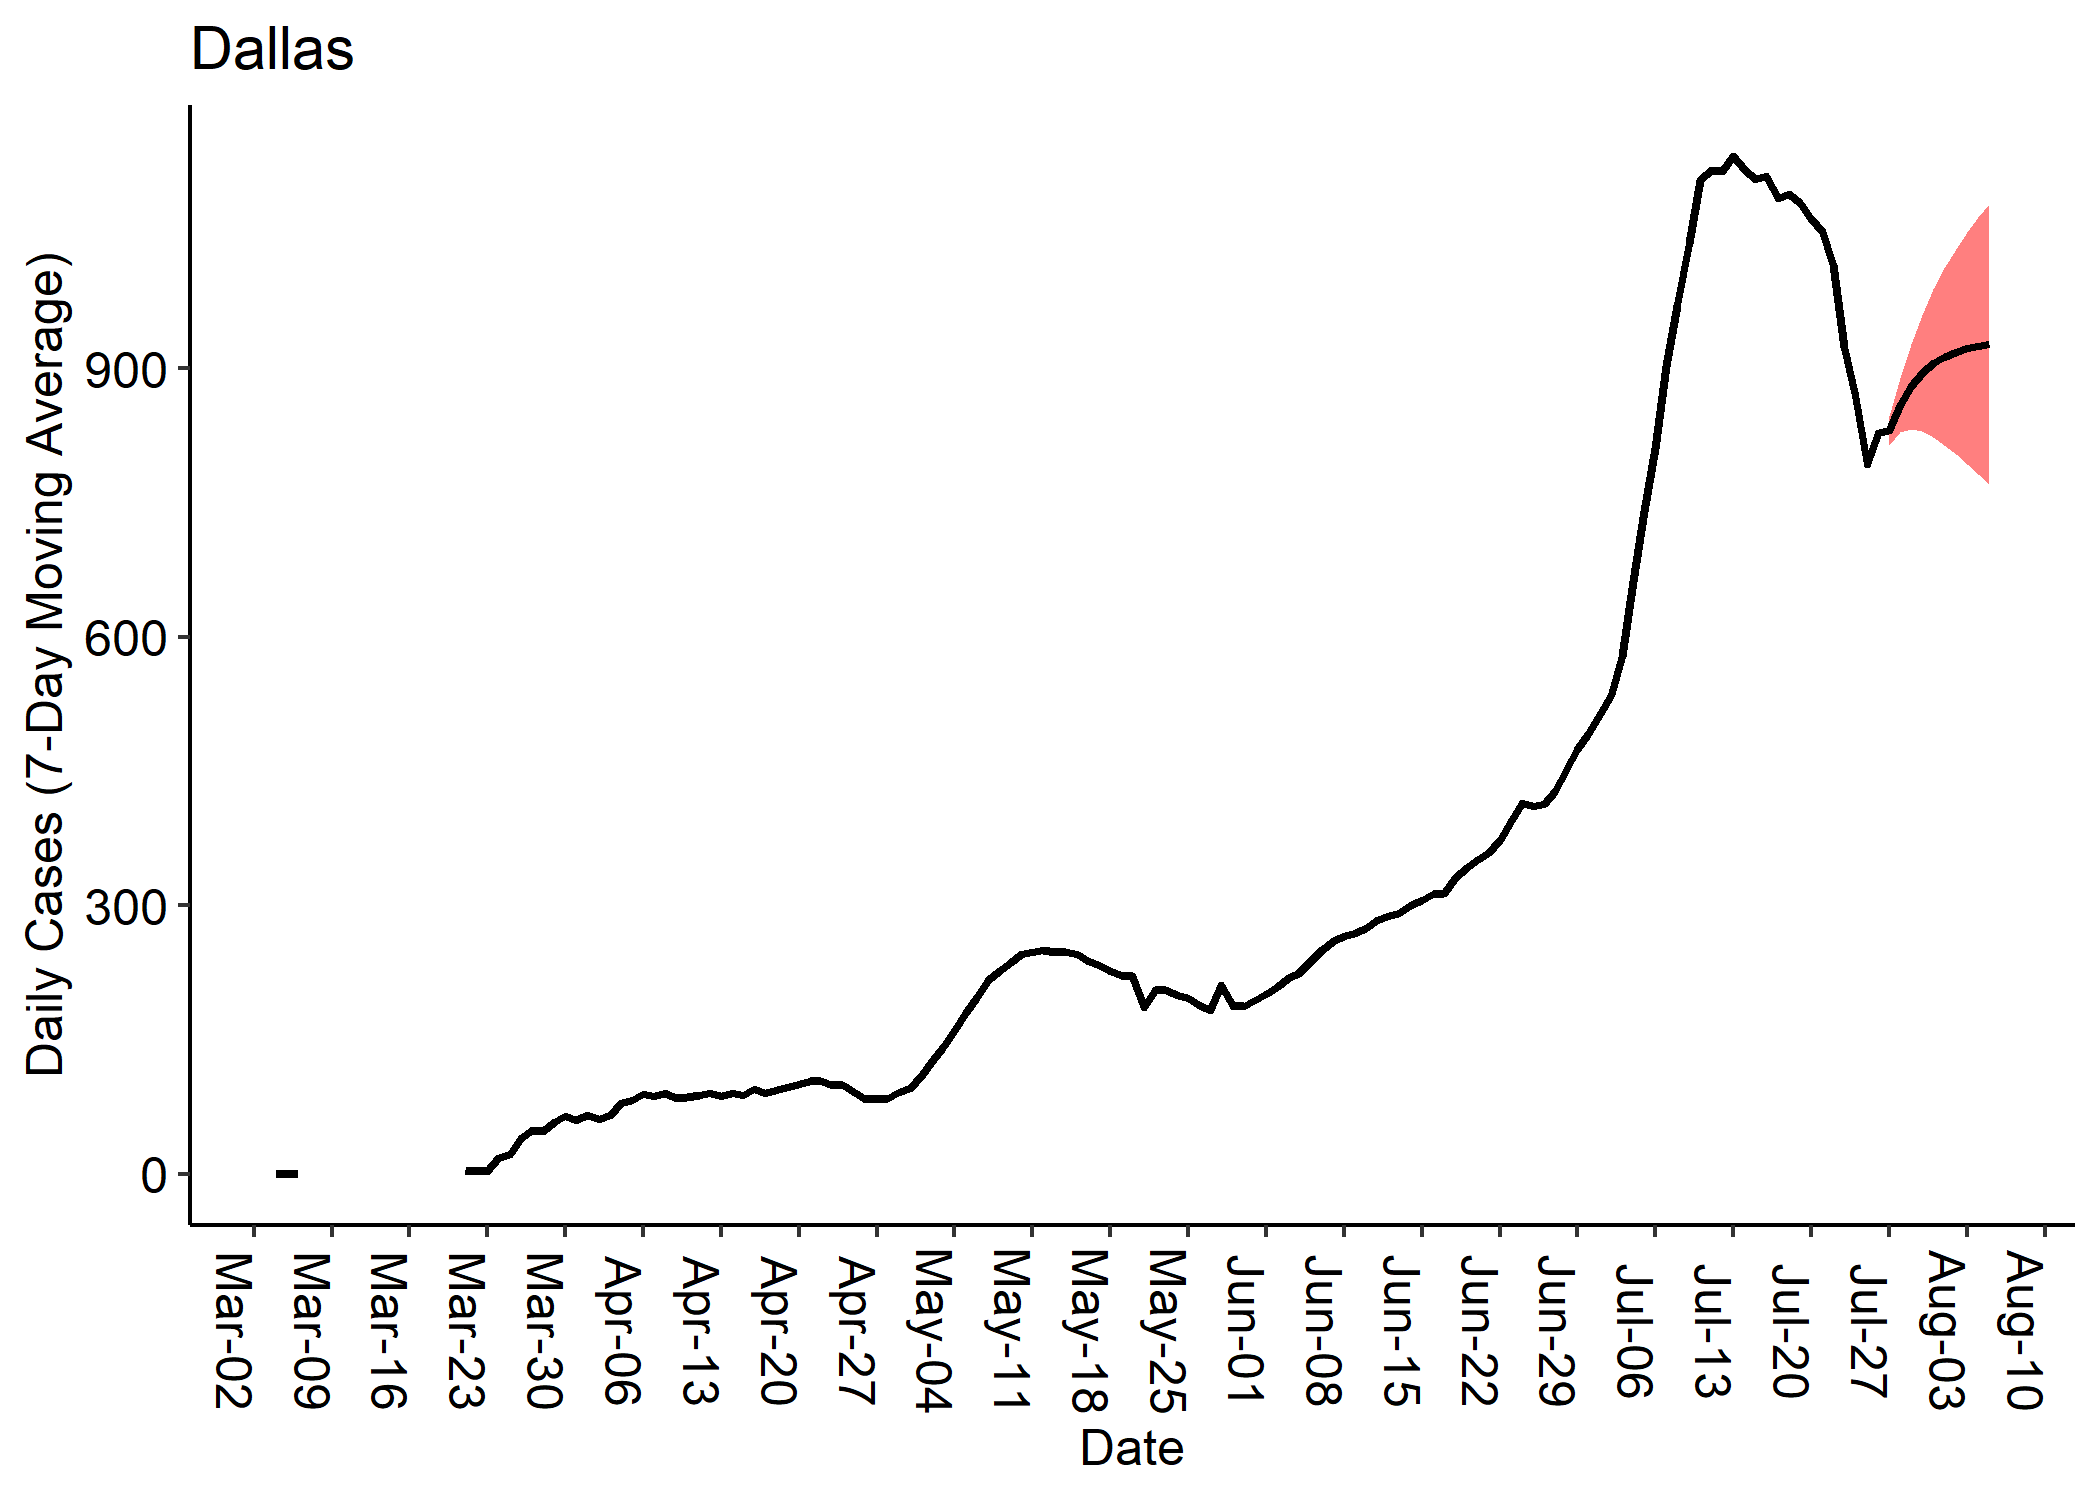 Dallas
Daily Cases (7-Day Moving Average)
900
600
300
0
Mar-02
Mar-09
Mar-16
Mar-23
Mar-30
Apr-06
Apr-13
Apr-20
Apr-27
May-04
May-11
May-18
May-25
Jun-01
Jun-08
Jun-15
Jun-22
Jun-29
Jul-06
Jul-13
Jul-20
Jul-27
Aug-03
Aug-10
Date